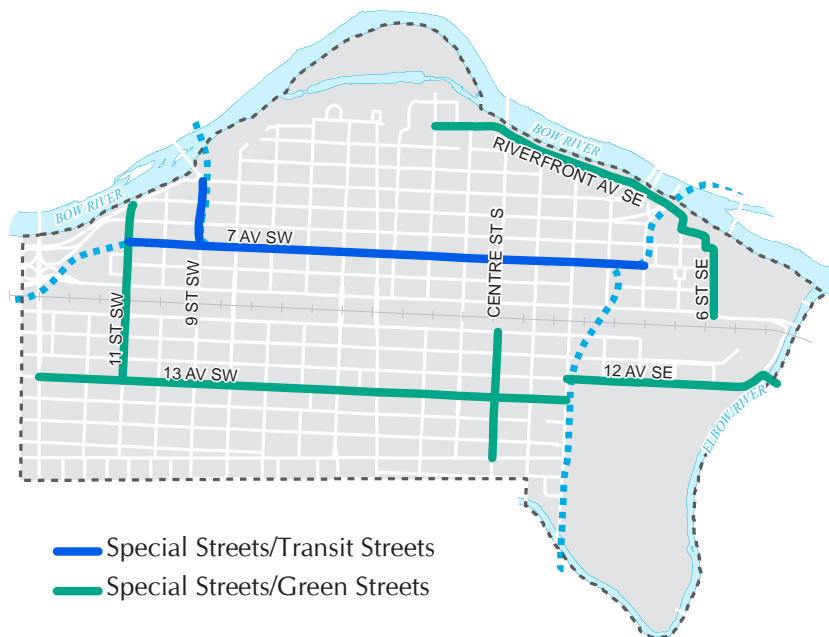 BOW RIVER
RIVERFRONT AV SE
BOW RIVER
7 AV SW
CENTRE ST S
9 ST SW
6 ST SE
11 ST SW
13 AV SW
12 AV SE
ELBOW RIVER
Special Streets/Transit Streets
Special Streets/Green Streets